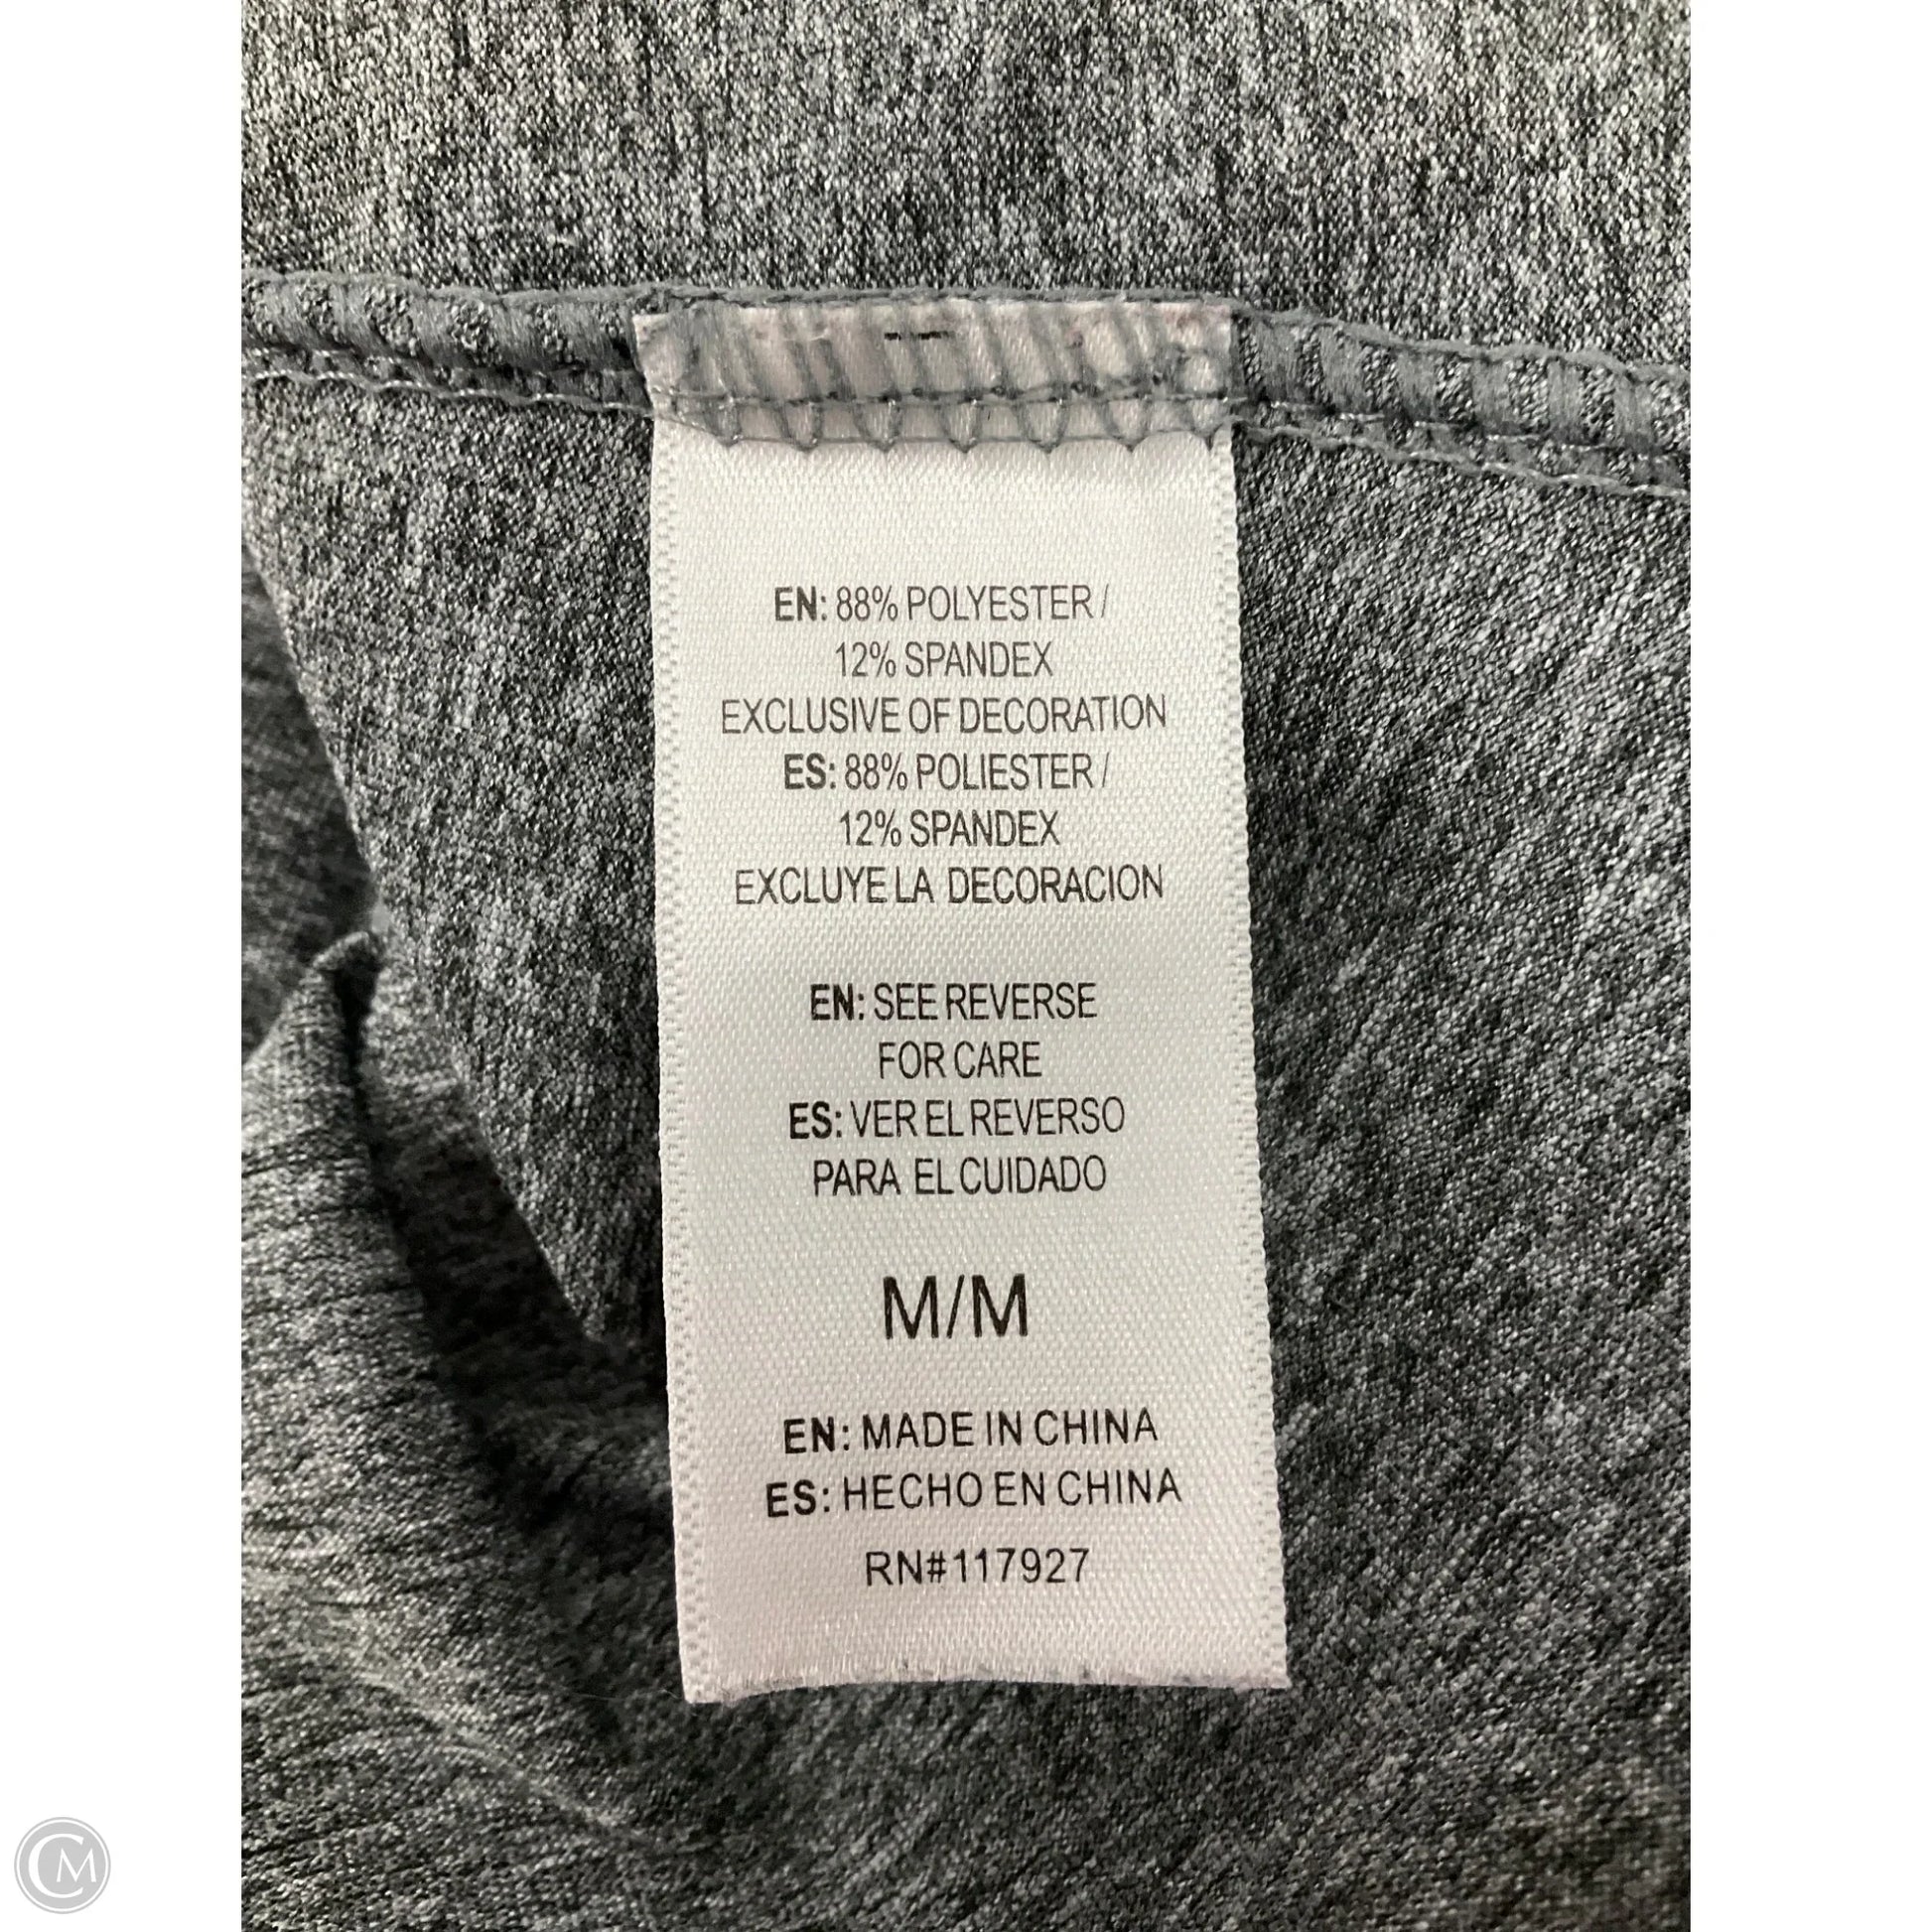 EN: 88% POLYESTER /
12% SPANDEX
EXCLUSIVE OF DECORATION
ES: 88% POLIESTER /
12% SPANDEX
EXCLUYE LA DECORACION
EN: SEE REVERSE
FOR CARE
ES: VER EL REVERSO
PARA EL CUIDADO
M/M
EN: MADE IN CHINA
ES: HECHO EN CHINA
RN#117927
CM